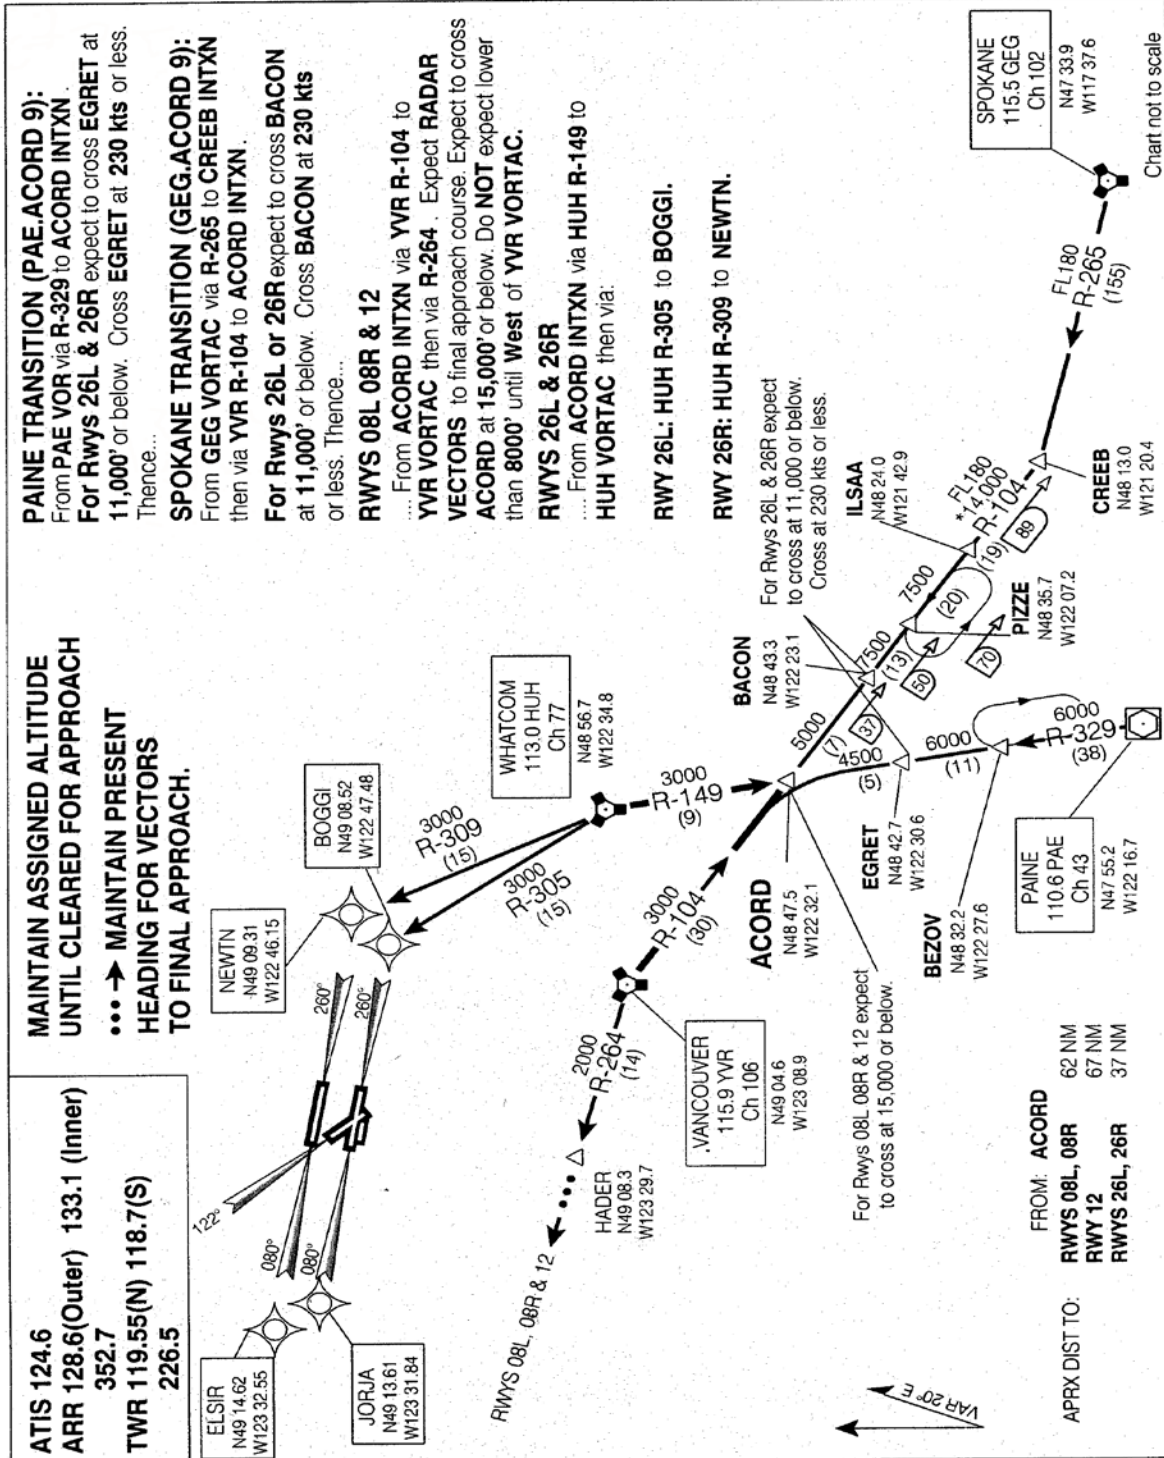 ATIS 124.6
ARR 128.6(Outer) 133.1 (Inner)
352.7
TWR 119.55(N) 118.7(S)
226.5
MAINTAIN ASSIGNED ALTITUDE
UNTIL CLEARED FOR APPROACH
MAINTAIN PRESENT
HEADING FOR VECTORS
TO FINAL APPROACH.
PAINE TRANSITION (PAE.ACORD 9):
From PAE VOR via R-329 to ACORD INTXN.
For Rwys 26L & 26R expect to cross EGRET at
11,000' or below. Cross EGRET at 230 kts or less.
Thence...
SPOKANE TRANSITION (GEG.ACORD 9):
From GEG VORTAC via R-265 to CREEB INTXN
then via YVR R-104 to ACORD INTXN.
For Rwys 26L or 26R expect to cross BACON
at 11,000' or below. Cross BACON at 230 kts
or less. Thence...
RWYS 08L 08R & 12
.... From ACORD INTXN via YVR R-104 to
YVR VORTAC then via R-264 . Expect RADAR
VECTORS to final approach course. Expect to cross
ACORD at 15,000' or below. Do NOT expect lower
than 8000' until West of YVR VORTAC.
RWYS 26L & 26R
.... From ACORD INTXN via HUH R-149 to
HUH VORTAC then via:
RWY 26L: HUH R-305 to BOGGI.
RWY 26R: HUH R-309 to NEWTN.
ELSIR
N49 14.62
W123 32.55
JORJA
N49 13.61
W123 31.84
122°
080°
080°
260°
260°
NEWTN
N49 09.31
W122 46.15
BOGGI
N49 08.52
W122 47.48
3000
R-309
(15)
3000
R-305
(15)
WHATCOM
113.0 HUH
Ch 77
N48 56.7
W122 34.8
3000
R-149
(9)
RWYS 08L, 08R & 12
HADER
N49 08.3
W123 29.7
2000
R-264
(14)
VANCOUVER
115.9 YVR
Ch 106
N49 04.6
W123 08.9
3000
R-104
(30)
ACORD
N48 47.5
W122 32.1
For Rwys 08L 08R & 12 expect
to cross at 15,000 or below.
5000
(7)
37
BACON
N48 43.3
W122 23.1
For Rwys 26L & 26R expect
to cross at 11,000 or below.
Cross at 230 kts or less.
7500
(13)
50
7500
(20)
70
PIZZE
N48 35.7
W122 07.2
ILSAA
N48 24.0
W121 42.9
FL180
*14,000
R-104
(19)
89
CREEB
N48 13.0
W121 20.4
FL180
R-265
(155)
SPOKANE
115.5 GEG
Ch 102
N47 33.9
W117 37.6
Chart not to scale
4500
(5)
EGRET
N48 42.7
W122 30.6
6000
(11)
BEZOV
N48 32.2
W122 27.6
6000
R-329
(38)
PAINE
110.6 PAE
Ch 43
N47 55.2
W122 16.7
VAR 20° E
APRX DIST TO: FROM: ACORD
RWYS 08L, 08R 62 NM
RWY 12 67 NM
RWYS 26L, 26R 37 NM